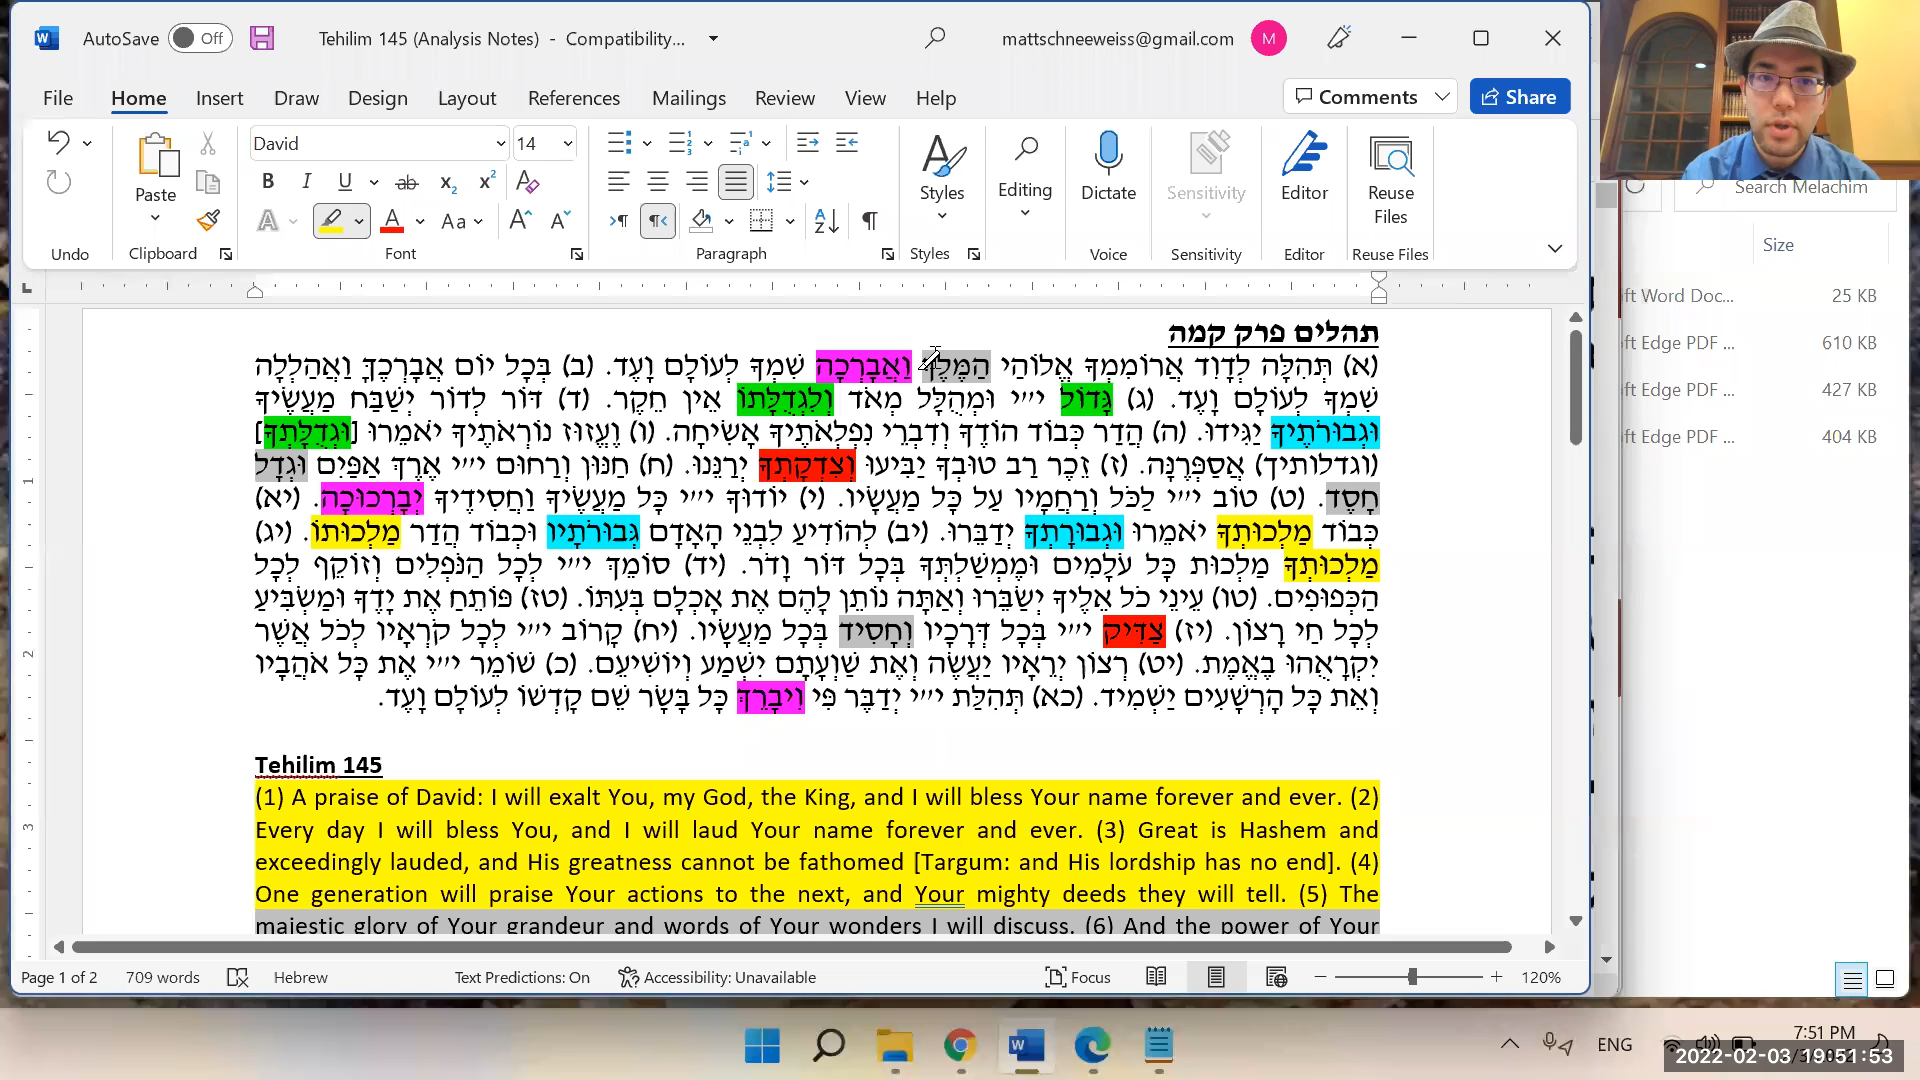 AutoSave Off Tehilim 145 (Analysis Notes) - Compatibility... mattschneeweiss@gmail.com M
File Home Insert Draw Design Layout References Mailings Review View Help Comments Share
Search Melachim
David 14
Paste Styles Editing Dictate Sensitivity Editor Reuse Files
Undo Clipboard Font Paragraph Styles Voice Sensitivity Editor Reuse Files
Size
ft Word Doc... 25 KB
ft Edge PDF ... 610 KB
ft Edge PDF ... 427 KB
ft Edge PDF ... 404 KB
תהלים פרק קמה
(א) תְּהִלָּה לְדָוִד אֲרוֹמִמְךָ אֱלוֹהַי הַמֶּלֶךְ וַאֲבָרְכָה שִׁמְךָ לְעוֹלָם וָעֶד. (ב) בְּכָל יוֹם אֲבָרְכֶךָּ וַאֲהַלְלָה
שִׁמְךָ לְעוֹלָם וָעֶד. (ג) גָּדוֹל י״י וּמְהֻלָּל מְאֹד וְלִגְדֻלָּתוֹ אֵין חֵקֶר. (ד) דּוֹר לְדוֹר יְשַׁבַּח מַעֲשֶׂיךָ
וּגְבוּרֹתֶיךָ יַגִּידוּ. (ה) הֲדַר כְּבוֹד הוֹדֶךָ וְדִבְרֵי נִפְלְאֹתֶיךָ אָשִׂיחָה. (ו) וֶעֱזוּז נוֹרְאֹתֶיךָ יֹאמֵרוּ [וּגְדֻלָּתְךָ]
(וגדלותיך) אֲסַפְּרֶנָּה. (ז) זֵכֶר רַב טוּבְךָ יַבִּיעוּ וְצִדְקָתְךָ יְרַנֵּנוּ. (ח) חַנּוּן וְרַחוּם י״י אֶרֶךְ אַפַּיִם וּגְדָל
חָסֶד. (ט) טוֹב י״י לַכֹּל וְרַחֲמָיו עַל כָּל מַעֲשָׂיו. (י) יוֹדוּךָ י״י כָּל מַעֲשֶׂיךָ וַחֲסִידֶיךָ יְבָרְכוּכָה. (יא)
כְּבוֹד מַלְכוּתְךָ יֹאמֵרוּ וּגְבוּרָתְךָ יְדַבֵּרוּ. (יב) לְהוֹדִיעַ לִבְנֵי הָאָדָם גְּבוּרֹתָיו וּכְבוֹד הֲדַר מַלְכוּתוֹ. (יג)
מַלְכוּתְךָ מַלְכוּת כָּל עֹלָמִים וּמֶמְשַׁלְתְּךָ בְּכָל דּוֹר וָדֹר. (יד) סוֹמֵךְ י״י לְכָל הַנֹּפְלִים וְזוֹקֵף לְכָל
הַכְּפוּפִים. (טו) עֵינֵי כֹל אֵלֶיךָ יְשַׂבֵּרוּ וְאַתָּה נוֹתֵן לָהֶם אֶת אָכְלָם בְּעִתּוֹ. (טז) פּוֹתֵחַ אֶת יָדֶךָ וּמַשְׂבִּיעַ
לְכָל חַי רָצוֹן. (יז) צַדִּיק י״י בְּכָל דְּרָכָיו וְחָסִיד בְּכָל מַעֲשָׂיו. (יח) קָרוֹב י״י לְכָל קֹרְאָיו לְכֹל אֲשֶׁר
יִקְרָאֻהוּ בֶאֱמֶת. (יט) רְצוֹן יְרֵאָיו יַעֲשֶׂה וְאֶת שַׁוְעָתָם יִשְׁמַע וְיוֹשִׁיעֵם. (כ) שׁוֹמֵר י״י אֶת כָּל אֹהֲבָיו
וְאֵת כָּל הָרְשָׁעִים יַשְׁמִיד. (כא) תְּהִלַּת י״י יְדַבֶּר פִּי וִיבָרֵךְ כָּל בָּשָׂר שֵׁם קָדְשׁוֹ לְעוֹלָם וָעֶד.
Tehilim 145
(1) A praise of David: I will exalt You, my God, the King, and I will bless Your name forever and ever. (2)
Every day I will bless You, and I will laud Your name forever and ever. (3) Great is Hashem and
exceedingly lauded, and His greatness cannot be fathomed [Targum: and His lordship has no end]. (4)
One generation will praise Your actions to the next, and Your mighty deeds they will tell. (5) The
majestic glory of Your grandeur and words of Your wonders I will discuss. (6) And the power of Your
Page 1 of 2 709 words Hebrew Text Predictions: On Accessibility: Unavailable Focus 120%
ENG 7:51 PM
2022-02-03 19:51:53